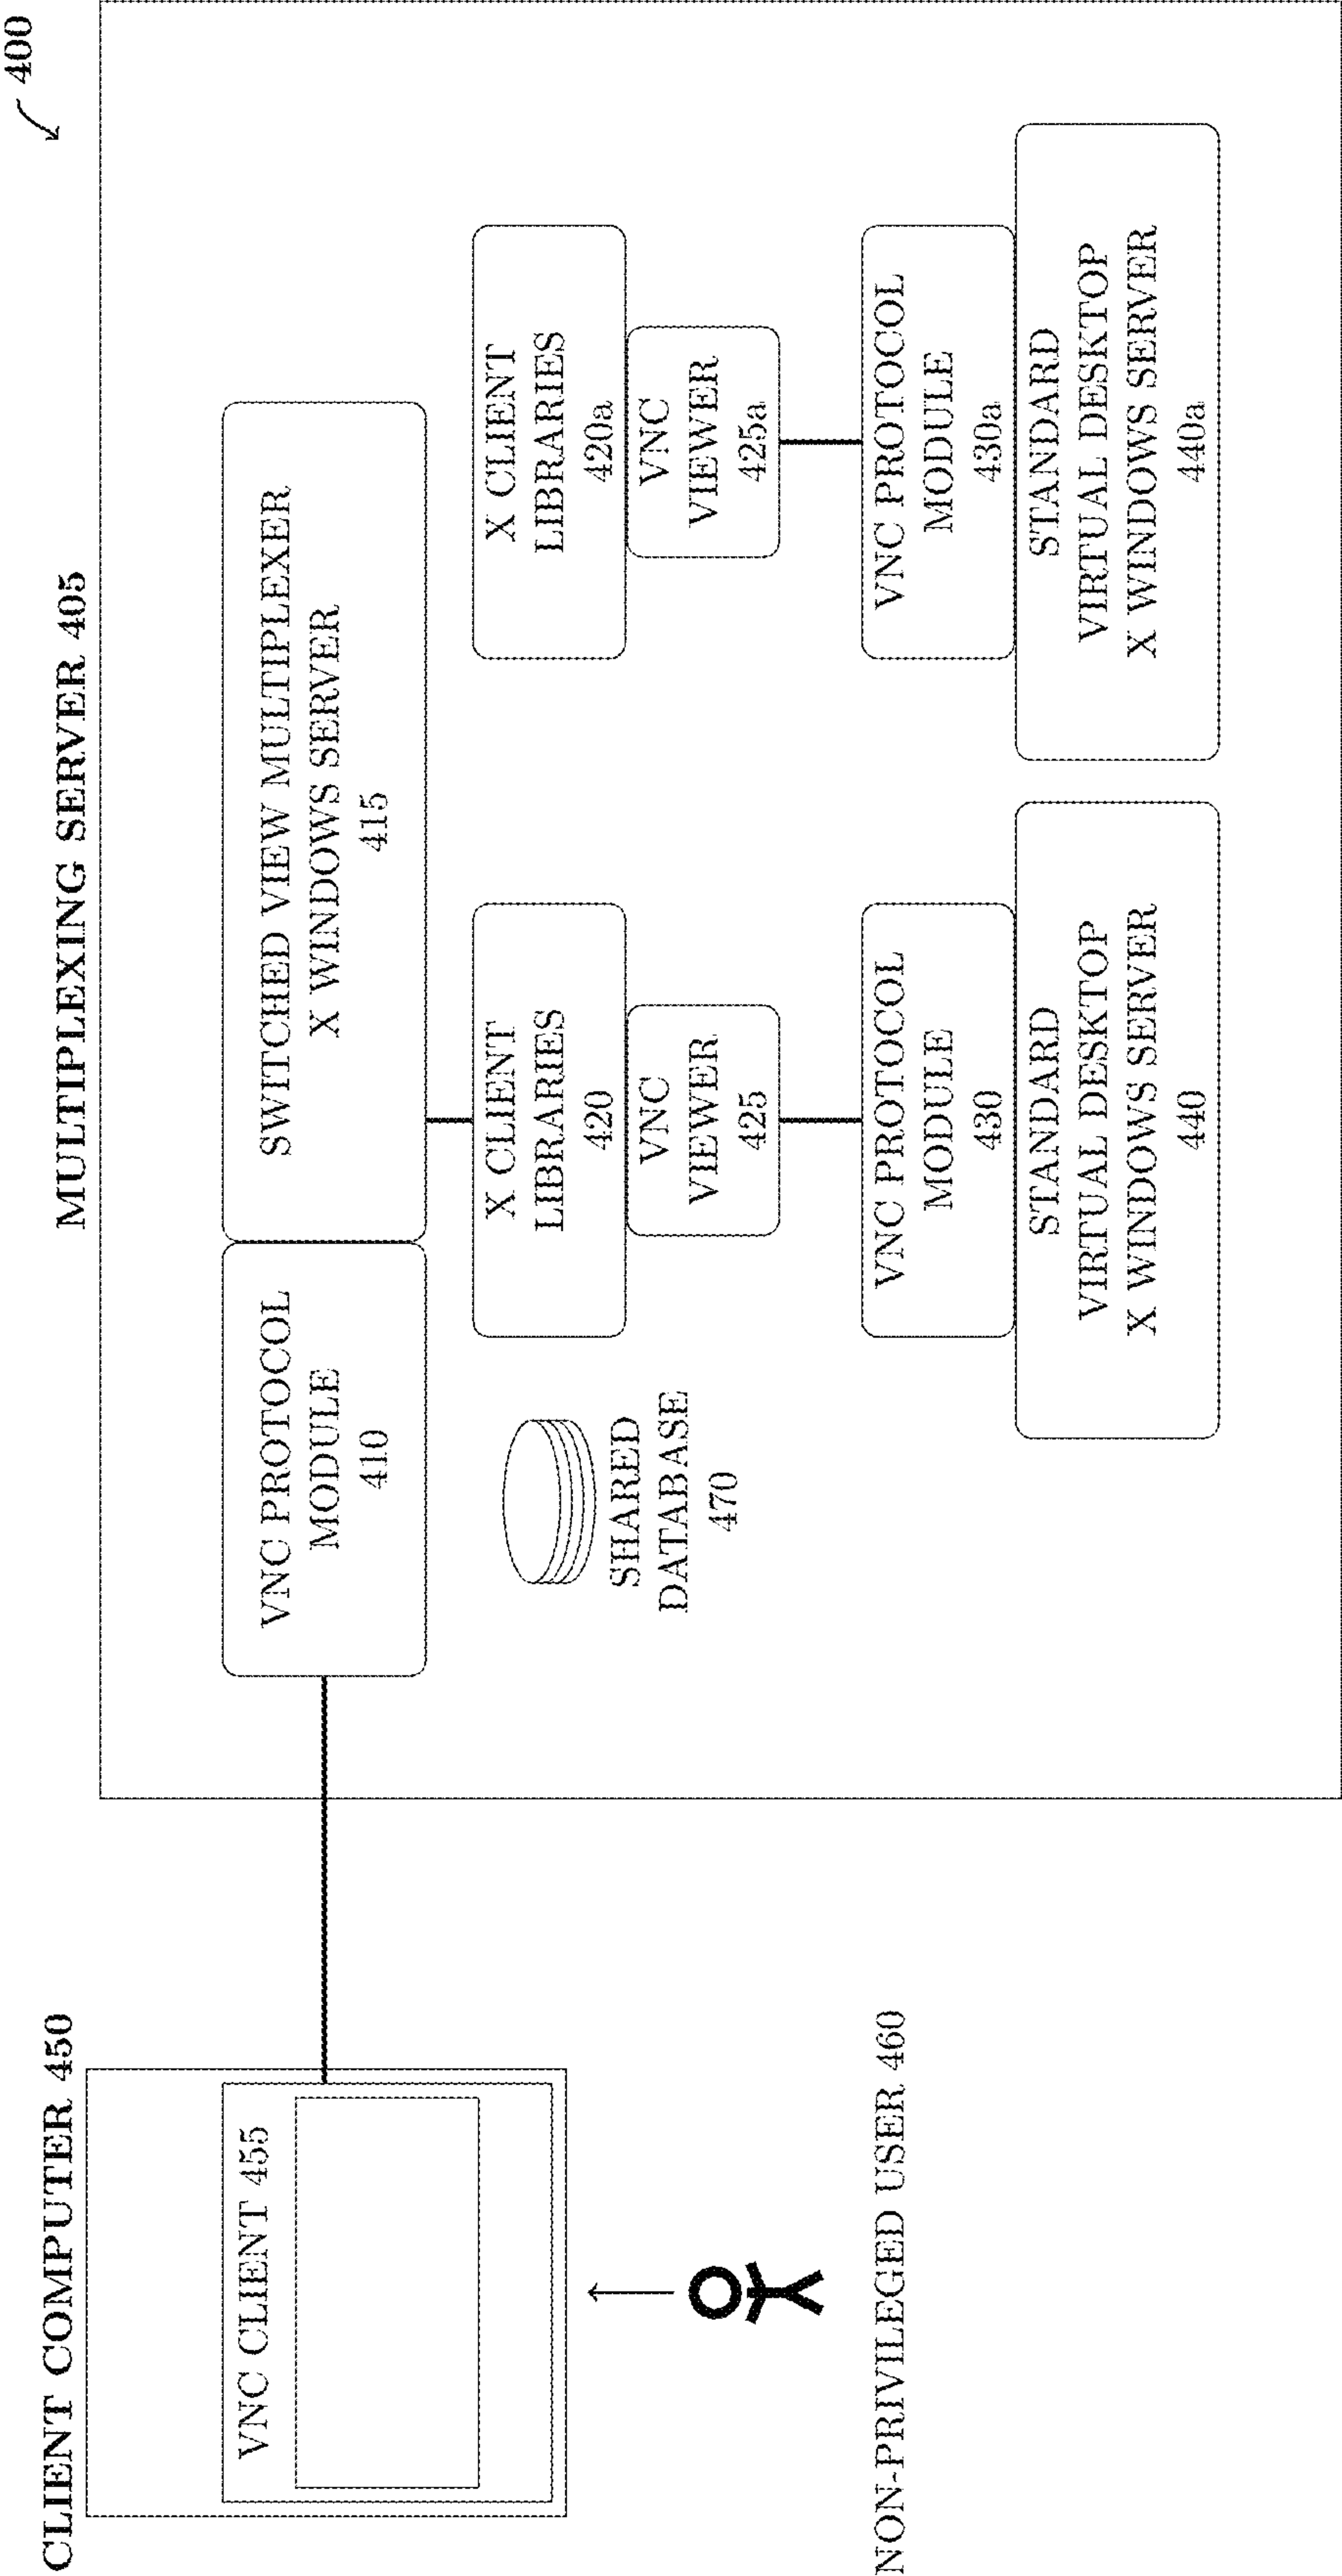 400
CLIENT COMPUTER 450
MULTIPLEXING SERVER 405
VNC CLIENT 455
VNC PROTOCOL
MODULE
410
SWITCHED VIEW MULTIPLEXER
X WINDOWS SERVER
415
SHARED
DATABASE
470
X CLIENT
LIBRARIES
420
VNC
VIEWER
425
X CLIENT
LIBRARIES
420a
VNC
VIEWER
425a
NON-PRIVILEGED USER 460
VNC PROTOCOL
MODULE
430
STANDARD
VIRTUAL DESKTOP
X WINDOWS SERVER
440
VNC PROTOCOL
MODULE
430a
STANDARD
VIRTUAL DESKTOP
X WINDOWS SERVER
440a